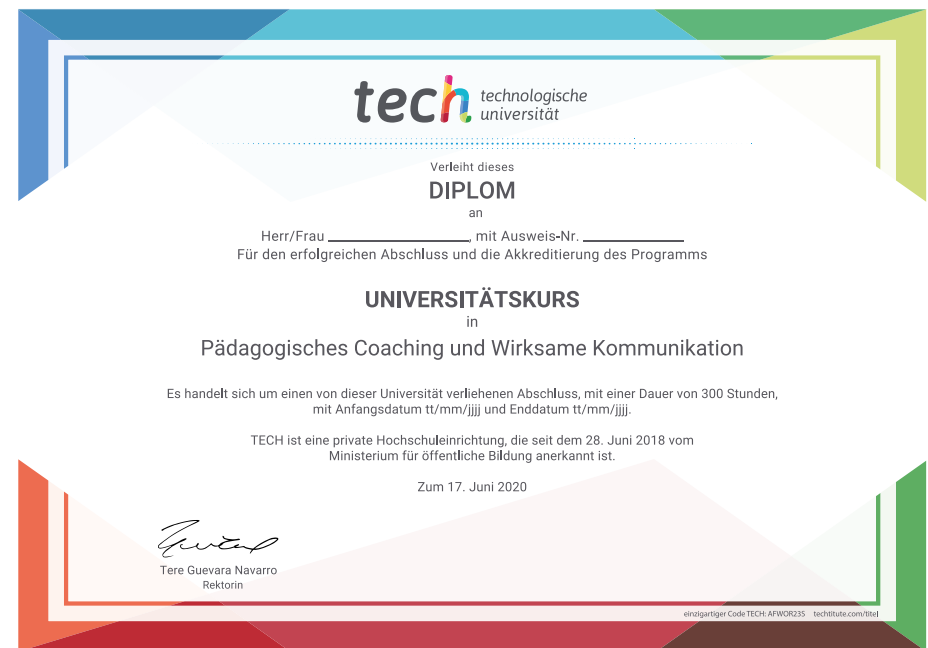 tech technologische
universität
Verleiht dieses
DIPLOM
an
Herr/Frau ____________________, mit Ausweis-Nr. ______________
Für den erfolgreichen Abschluss und die Akkreditierung des Programms
UNIVERSITÄTSKURS
in
Pädagogisches Coaching und Wirksame Kommunikation
Es handelt sich um einen von dieser Universität verliehenen Abschluss, mit einer Dauer von 300 Stunden,
mit Anfangsdatum tt/mm/jjjj und Enddatum tt/mm/jjjj.
TECH ist eine private Hochschuleinrichtung, die seit dem 28. Juni 2018 vom
Ministerium für öffentliche Bildung anerkannt ist.
Zum 17. Juni 2020
Tere Guevara Navarro
Rektorin
einzigartiger Code TECH: AFWOR23S techtitute.com/titel